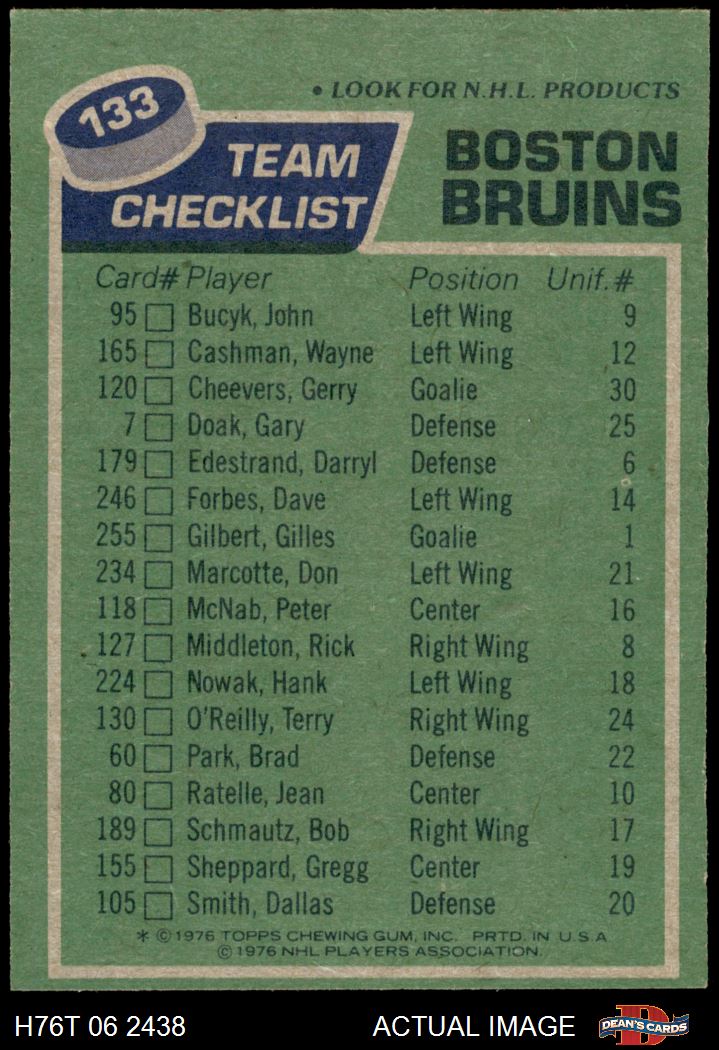 • LOOK FOR N.H.L. PRODUCTS
133
TEAM CHECKLIST
BOSTON BRUINS
Card# Player Position Unif.#
95 Bucyk, John Left Wing 9
165 Cashman, Wayne Left Wing 12
120 Cheevers, Gerry Goalie 30
7 Doak, Gary Defense 25
179 Edestrand, Darryl Defense 6
246 Forbes, Dave Left Wing 14
255 Gilbert, Gilles Goalie 1
234 Marcotte, Don Left Wing 21
118 McNab, Peter Center 16
127 Middleton, Rick Right Wing 8
224 Nowak, Hank Left Wing 18
130 O'Reilly, Terry Right Wing 24
60 Park, Brad Defense 22
80 Ratelle, Jean Center 10
189 Schmautz, Bob Right Wing 17
155 Sheppard, Gregg Center 19
105 Smith, Dallas Defense 20
* ©1976 TOPPS CHEWING GUM, INC. PRTD. IN U.S.A
©1976 NHL PLAYERS ASSOCIATION.
H76T 06 2438 ACTUAL IMAGE D DEAN'S CARDS